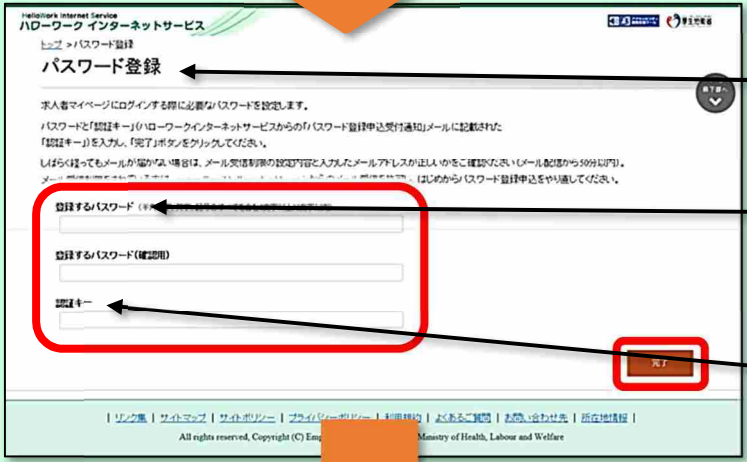 HelloWork Internet Service
ハローワーク インターネットサービス
厚生労働省
トップ > パスワード登録
パスワード登録
求人者マイページにログインする際に必要なパスワードを設定します。
パスワードと「認証キー」(ハローワークインターネットサービスからの「パスワード登録申込受付通知」メールに記載された
「認証キー」)を入力し、「完了」ボタンをクリックしてください。
しばらく経ってもメールが届かない場合は、メール受信制限の設定内容と入力したメールアドレスが正しいかをご確認ください(メール配信から50分以内)。
はじめからパスワード登録申込をやり直してください。
登録するパスワード
登録するパスワード(確認用)
認証キー
完了
| リンク集 | サイトマップ | サイトポリシー | プライバシーポリシー | 利用規約 | よくあるご質問 | お問い合わせ先 | 所在地情報 |
All rights reserved, Copyright (C) Ministry of Health, Labour and Welfare